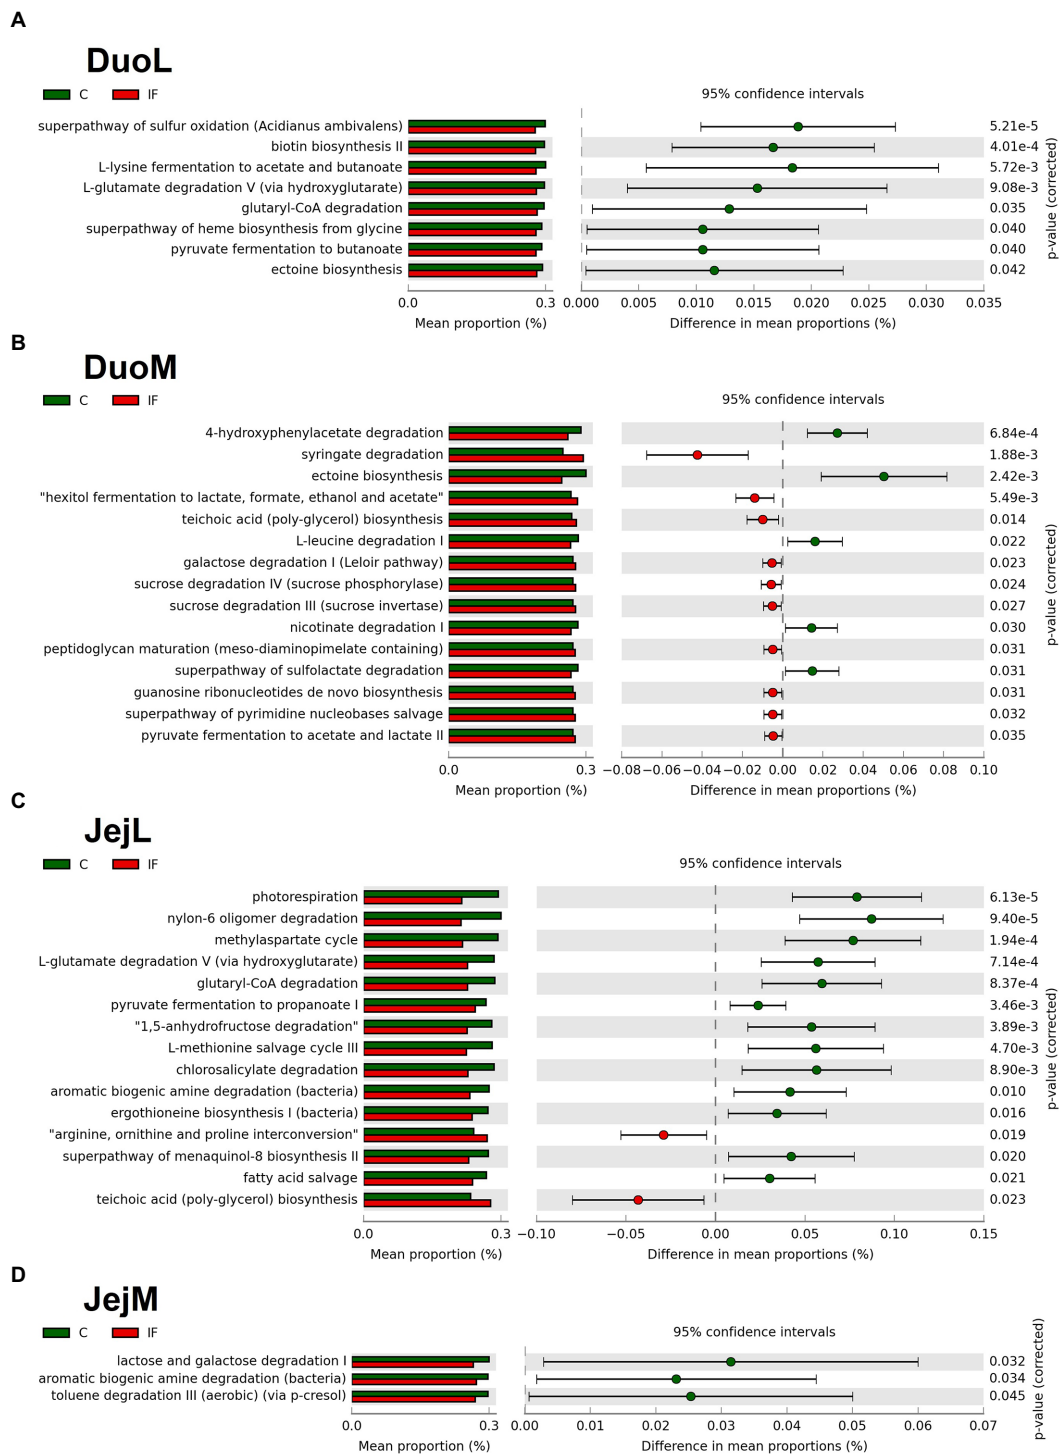 A
DuoL
C IF
95% confidence intervals
superpathway of sulfur oxidation (Acidianus ambivalens) 5.21e-5
biotin biosynthesis II 4.01e-4
L-lysine fermentation to acetate and butanoate 5.72e-3
L-glutamate degradation V (via hydroxyglutarate) 9.08e-3
glutaryl-CoA degradation 0.035
superpathway of heme biosynthesis from glycine 0.040
pyruvate fermentation to butanoate 0.040
ectoine biosynthesis 0.042
p-value (corrected)
0.0 0.3 0.000 0.005 0.010 0.015 0.020 0.025 0.030 0.035
Mean proportion (%) Difference in mean proportions (%)
B
DuoM
C IF
95% confidence intervals
4-hydroxyphenylacetate degradation 6.84e-4
syringate degradation 1.88e-3
ectoine biosynthesis 2.42e-3
"hexitol fermentation to lactate, formate, ethanol and acetate" 5.49e-3
teichoic acid (poly-glycerol) biosynthesis 0.014
L-leucine degradation I 0.022
galactose degradation I (Leloir pathway) 0.023
sucrose degradation IV (sucrose phosphorylase) 0.024
sucrose degradation III (sucrose invertase) 0.027
nicotinate degradation I 0.030
peptidoglycan maturation (meso-diaminopimelate containing) 0.031
superpathway of sulfolactate degradation 0.031
guanosine ribonucleotides de novo biosynthesis 0.031
superpathway of pyrimidine nucleobases salvage 0.032
pyruvate fermentation to acetate and lactate II 0.035
p-value (corrected)
0.0 0.3 −0.08 −0.06 −0.04 −0.02 0.00 0.02 0.04 0.06 0.08 0.10
Mean proportion (%) Difference in mean proportions (%)
C
JejL
C IF
95% confidence intervals
photorespiration 6.13e-5
nylon-6 oligomer degradation 9.40e-5
methylaspartate cycle 1.94e-4
L-glutamate degradation V (via hydroxyglutarate) 7.14e-4
glutaryl-CoA degradation 8.37e-4
pyruvate fermentation to propanoate I 3.46e-3
"1,5-anhydrofructose degradation" 3.89e-3
L-methionine salvage cycle III 4.70e-3
chlorosalicylate degradation 8.90e-3
aromatic biogenic amine degradation (bacteria) 0.010
ergothioneine biosynthesis I (bacteria) 0.016
"arginine, ornithine and proline interconversion" 0.019
superpathway of menaquinol-8 biosynthesis II 0.020
fatty acid salvage 0.021
teichoic acid (poly-glycerol) biosynthesis 0.023
p-value (corrected)
0.0 0.3 −0.10 −0.05 0.00 0.05 0.10 0.15
Mean proportion (%) Difference in mean proportions (%)
D
JejM
C IF
95% confidence intervals
lactose and galactose degradation I 0.032
aromatic biogenic amine degradation (bacteria) 0.034
toluene degradation III (aerobic) (via p-cresol) 0.045
p-value (corrected)
0.0 0.3 0.00 0.01 0.02 0.03 0.04 0.05 0.06 0.07
Mean proportion (%) Difference in mean proportions (%)